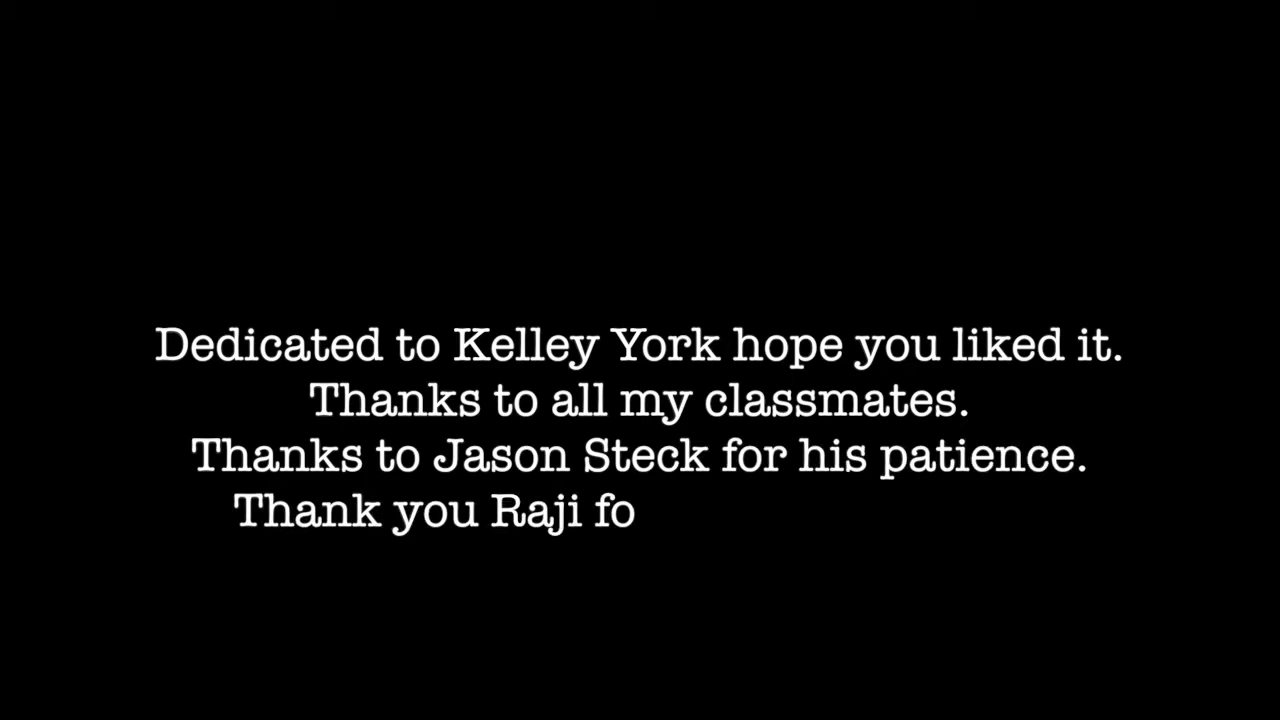 Dedicated to Kelley York hope you liked it.
Thanks to all my classmates.
Thanks to Jason Steck for his patience.
Thank you Raji fo